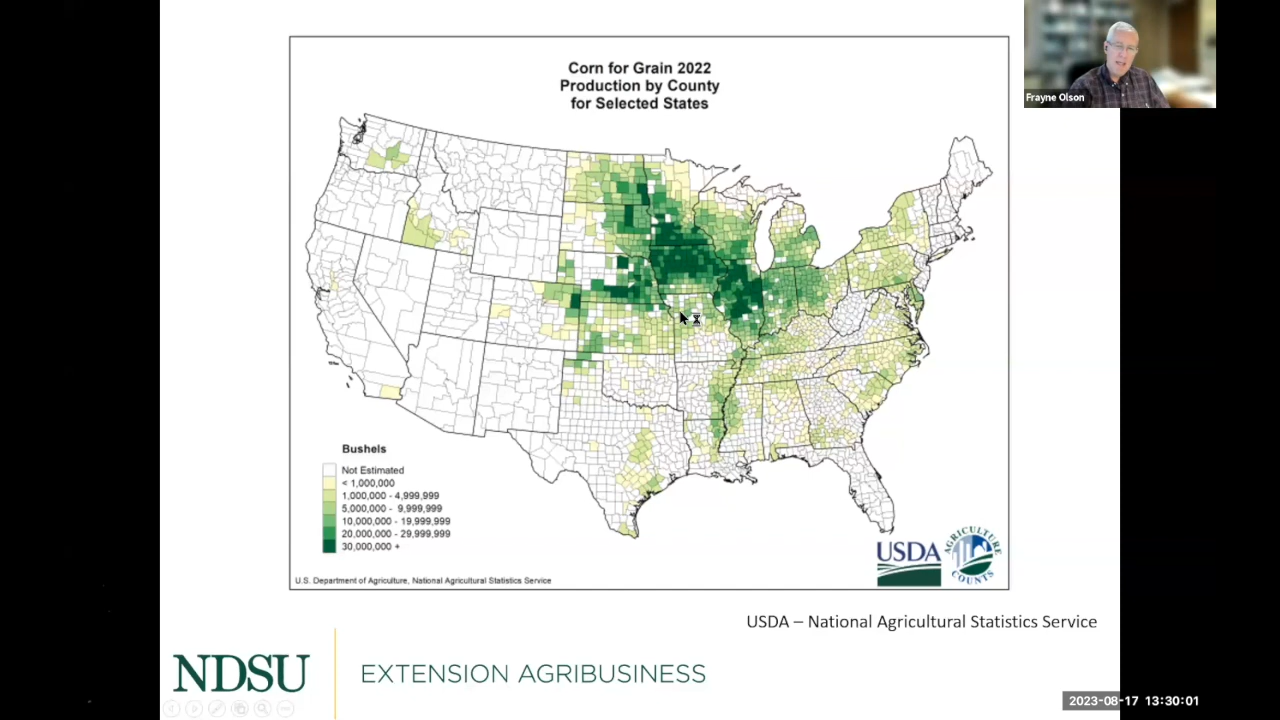 Frayne Olson
Corn for Grain 2022
Production by County
for Selected States
Bushels
Not Estimated
< 1,000,000
1,000,000 - 4,999,999
5,000,000 - 9,999,999
10,000,000 - 19,999,999
20,000,000 - 29,999,999
30,000,000 +
USDA
AGRICULTURE
COUNTS
U.S. Department of Agriculture, National Agricultural Statistics Service
USDA – National Agricultural Statistics Service
NDSU
EXTENSION AGRIBUSINESS
2023-08-17 13:30:01